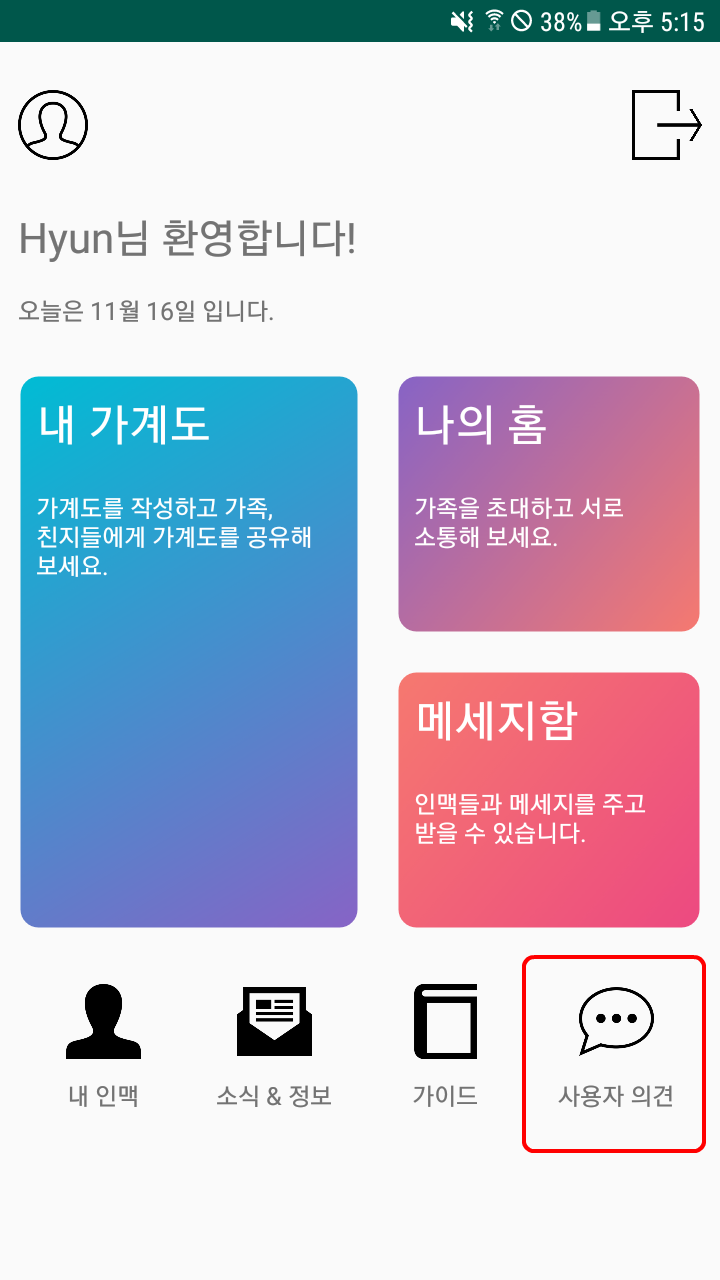 38% 오후 5:15
Hyun님 환영합니다!
오늘은 11월 16일 입니다.
내 가계도
가계도를 작성하고 가족,
친지들에게 가계도를 공유해
보세요.
나의 홈
가족을 초대하고 서로
소통해 보세요.
메세지함
인맥들과 메세지를 주고
받을 수 있습니다.
내 인맥
소식 & 정보
가이드
사용자 의견